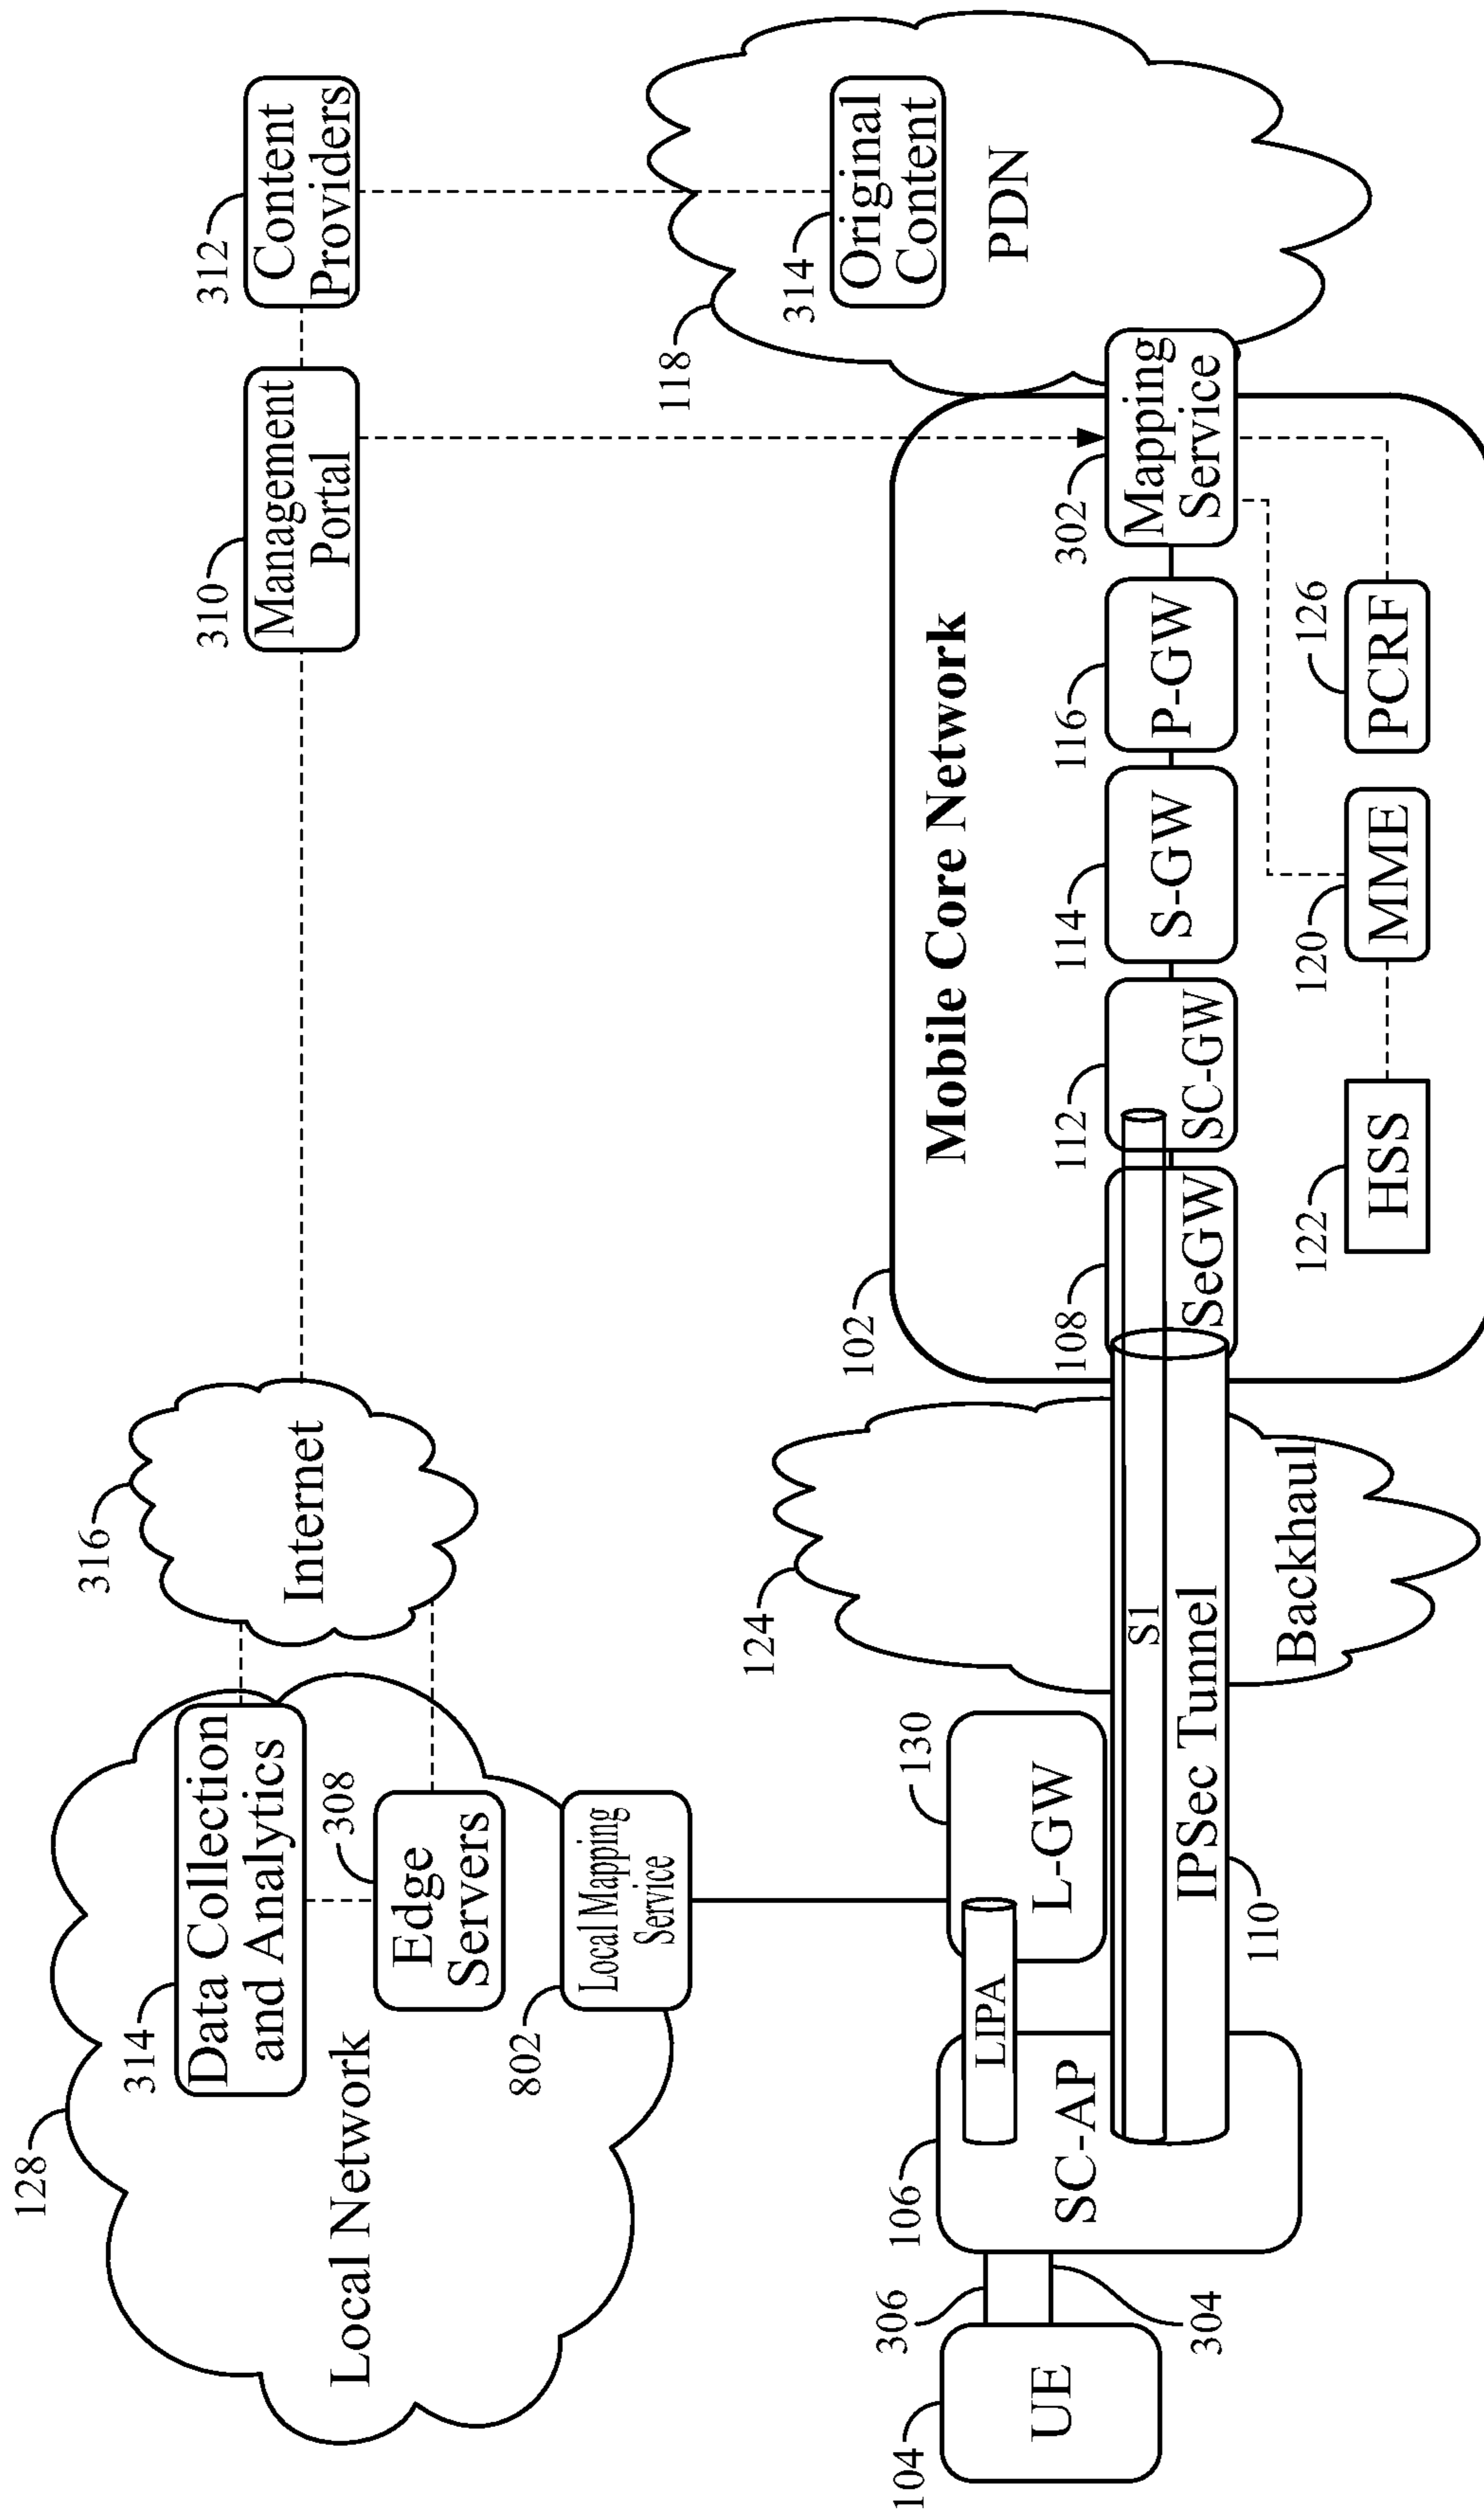 128
Local Network
314
Data Collection
and Analytics
308
Edge
Servers
802
Local Mapping
Service
316
Internet
310
Management
Portal
312
Content
Providers
118
314
Original
Content
PDN
104
UE
306
304
106
SC-AP
LIPA
130
L-GW
S1
IPSec Tunnel
110
124
Backhaul
102
Mobile Core Network
108
SeGW
112
SC-GW
114
S-GW
116
P-GW
302
Mapping
Service
122
HSS
120
MME
126
PCRF